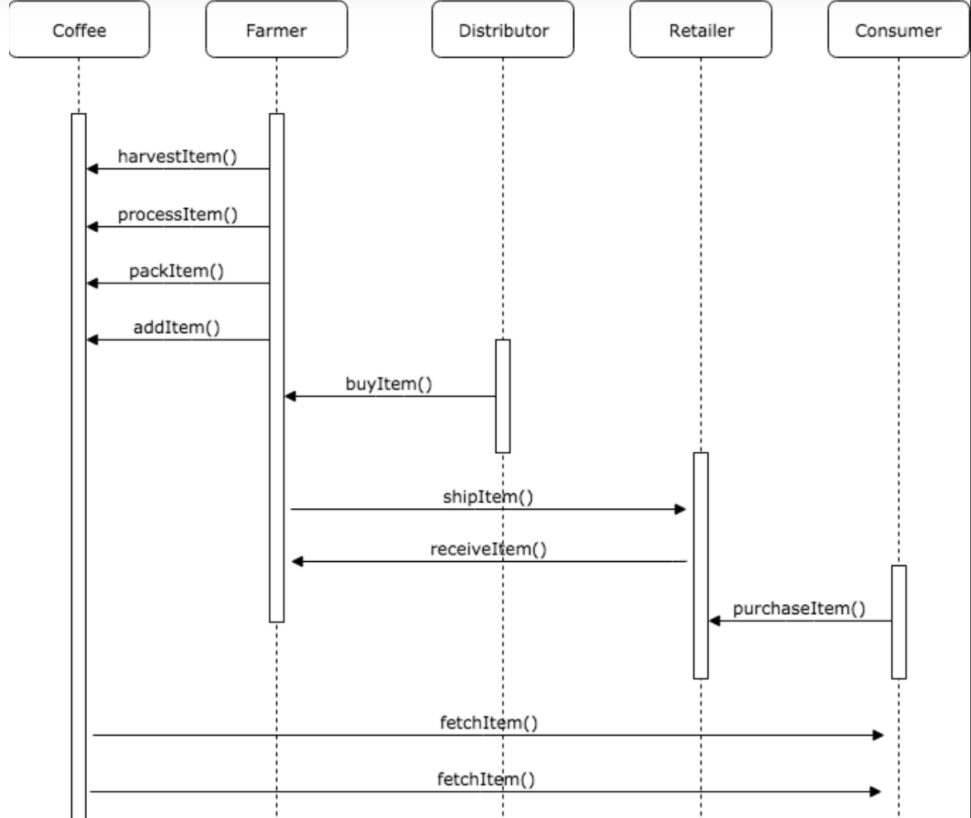 Coffee
Farmer
Distributor
Retailer
Consumer
harvestItem()
processItem()
packItem()
addItem()
buyItem()
shipItem()
receiveItem()
purchaseItem()
fetchItem()
fetchItem()